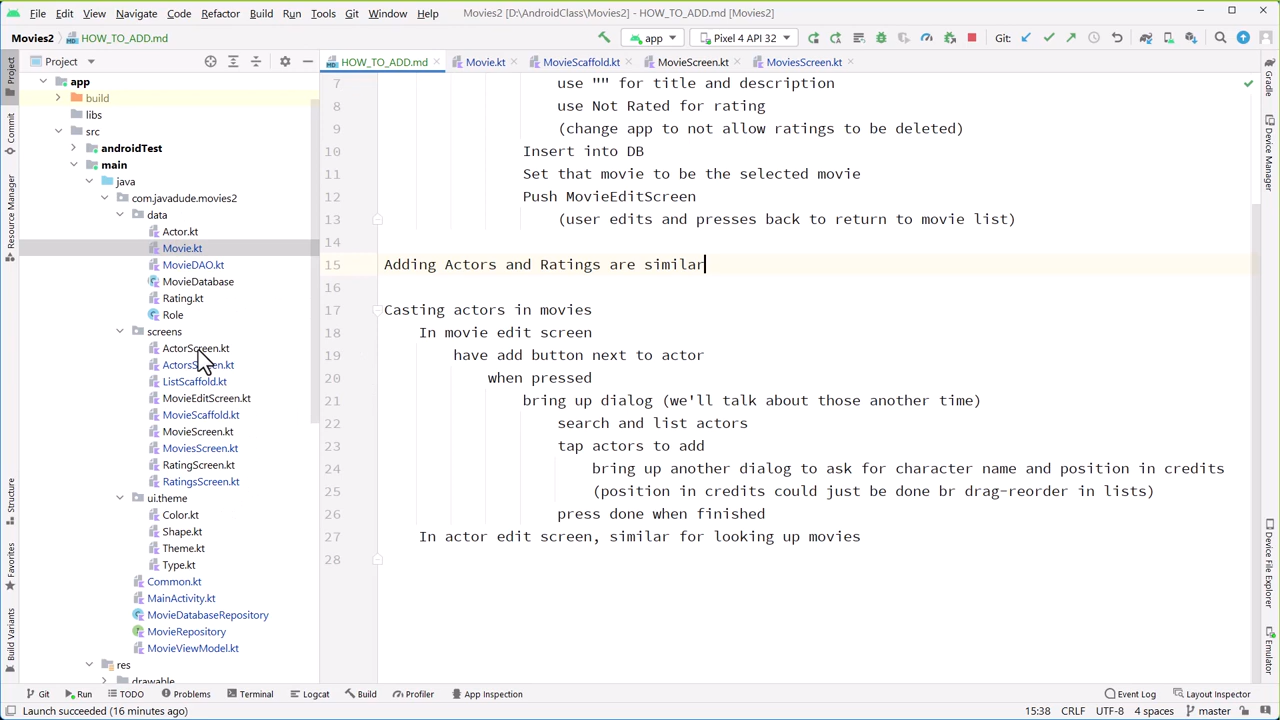 File Edit View Navigate Code Refactor Build Run Tools Git Window Help Movies2 [D:\AndroidClass\Movies2] - HOW_TO_ADD.md [Movies2]
Movies2 HOW_TO_ADD.md app Pixel 4 API 32 Git:
Project HOW_TO_ADD.md Movie.kt MovieScaffold.kt MovieScreen.kt MoviesScreen.kt
Project
Commit
Resource Manager
Structure
Favorites
Build Variants
app
build
libs
src
androidTest
main
java
com.javadude.movies2
data
Actor.kt
Movie.kt
MovieDAO.kt
MovieDatabase
Rating.kt
Role
screens
ActorScreen.kt
ActorsScreen.kt
ListScaffold.kt
MovieEditScreen.kt
MovieScaffold.kt
MovieScreen.kt
MoviesScreen.kt
RatingScreen.kt
RatingsScreen.kt
ui.theme
Color.kt
Shape.kt
Theme.kt
Type.kt
Common.kt
MainActivity.kt
MovieDatabaseRepository
MovieRepository
MovieViewModel.kt
res
drawable
7 use "" for title and description
8 use Not Rated for rating
9 (change app to not allow ratings to be deleted)
10 Insert into DB
11 Set that movie to be the selected movie
12 Push MovieEditScreen
13 (user edits and presses back to return to movie list)
14
15 Adding Actors and Ratings are similar
16
17 Casting actors in movies
18 In movie edit screen
19 have add button next to actor
20 when pressed
21 bring up dialog (we'll talk about those another time)
22 search and list actors
23 tap actors to add
24 bring up another dialog to ask for character name and position in credits
25 (position in credits could just be done br drag-reorder in lists)
26 press done when finished
27 In actor edit screen, similar for looking up movies
28
Gradle
Device Manager
Device File Explorer
Emulator
Git Run TODO Problems Terminal Logcat Build Profiler App Inspection Event Log Layout Inspector
Launch succeeded (16 minutes ago) 15:38 CRLF UTF-8 4 spaces master